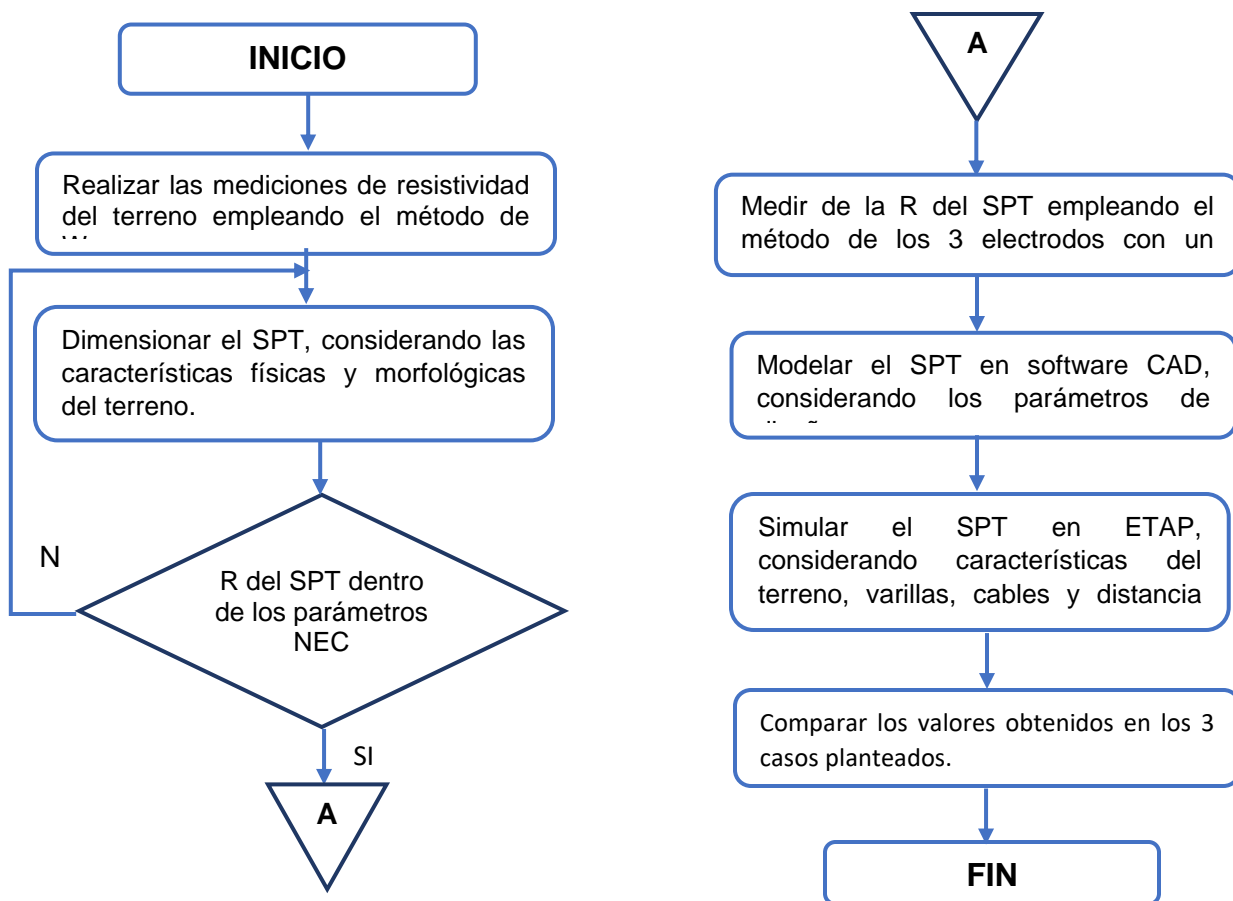 INICIO
Realizar las mediciones de resistividad
del terreno empleando el método de
Dimensionar el SPT, considerando las
características físicas y morfológicas
del terreno.
N
R del SPT dentro
de los parámetros
NEC
SI
A
A
Medir de la R del SPT empleando el
método de los 3 electrodos con un
Modelar el SPT en software CAD,
considerando los parámetros de
Simular el SPT en ETAP,
considerando características del
terreno, varillas, cables y distancia
Comparar los valores obtenidos en los 3
casos planteados.
FIN